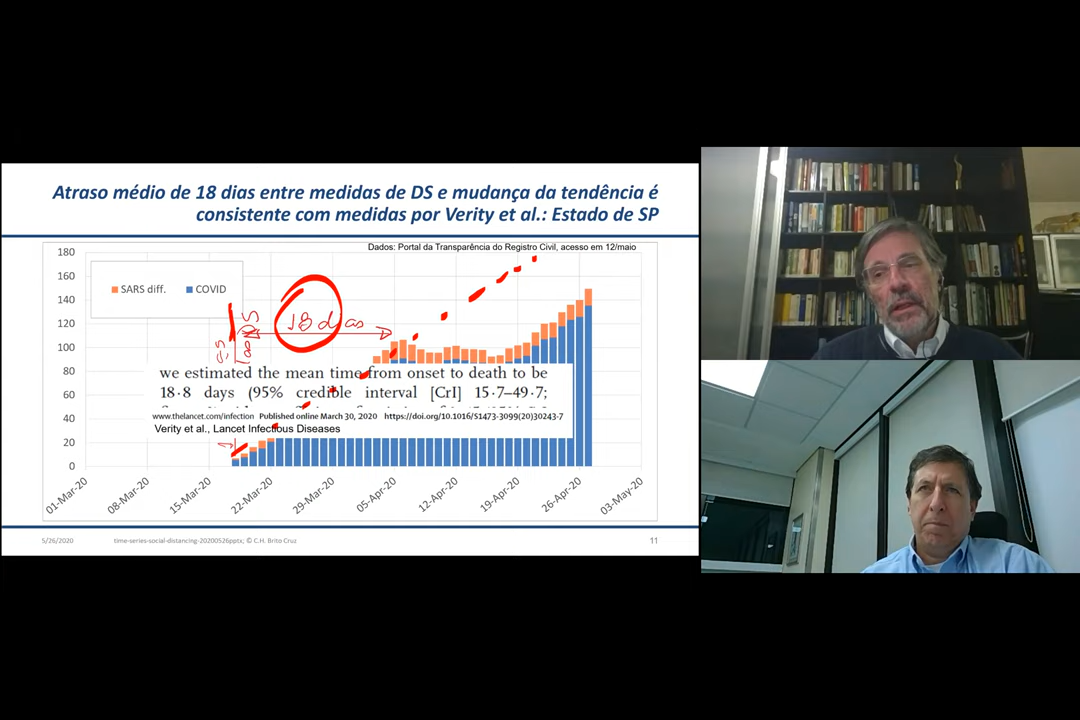 Atraso médio de 18 dias entre medidas de DS e mudança da tendência é
consistente com medidas por Verity et al.: Estado de SP
Dados: Portal da Transparência do Registro Civil, acesso em 12/maio
180
160
140
120
100
80
60
40
20
0
SARS diff.
COVID
18 dias
DS
we estimated the mean time from onset to death to be
18·8 days (95% credible interval [CrI] 15·7–49·7;
www.thelancet.com/infection Published online March 30, 2020 https://doi.org/10.1016/S1473-3099(20)30243-7
Verity et al., Lancet Infectious Diseases
01-Mar-20
08-Mar-20
15-Mar-20
22-Mar-20
29-Mar-20
05-Apr-20
12-Apr-20
19-Apr-20
26-Apr-20
03-May-20
5/26/2020
time-series-social-distancing-20200526pptx; © C.H. Brito Cruz
11